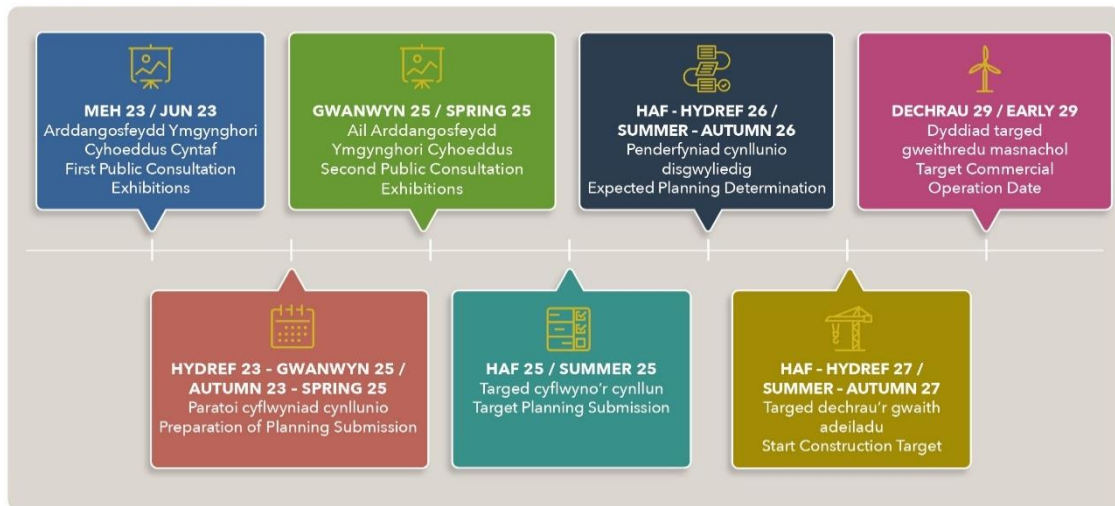 MEH 23 / JUN 23
Arddangosfeydd Ymgynghori
Cyhoeddus Cyntaf
First Public Consultation
Exhibitions
HYDREF 23 – GWANWYN 25 /
AUTUMN 23 – SPRING 25
Paratoi cyflwyniad cynllunio
Preparation of Planning Submission
GWANWYN 25 / SPRING 25
Ail Arddangosfeydd
Ymgynghori Cyhoeddus
Second Public Consultation
Exhibitions
HAF 25 / SUMMER 25
Targed cyflwyno’r cynllun
Target Planning Submission
HAF - HYDREF 26 /
SUMMER – AUTUMN 26
Penderfyniad cynllunio
disgwyliedig
Expected Planning Determination
HAF – HYDREF 27 /
SUMMER – AUTUMN 27
Targed dechrau’r gwaith
adeiladu
Start Construction Target
DECHRAU 29 / EARLY 29
Dyddiad targed
gweithredu masnachol
Target Commercial
Operation Date